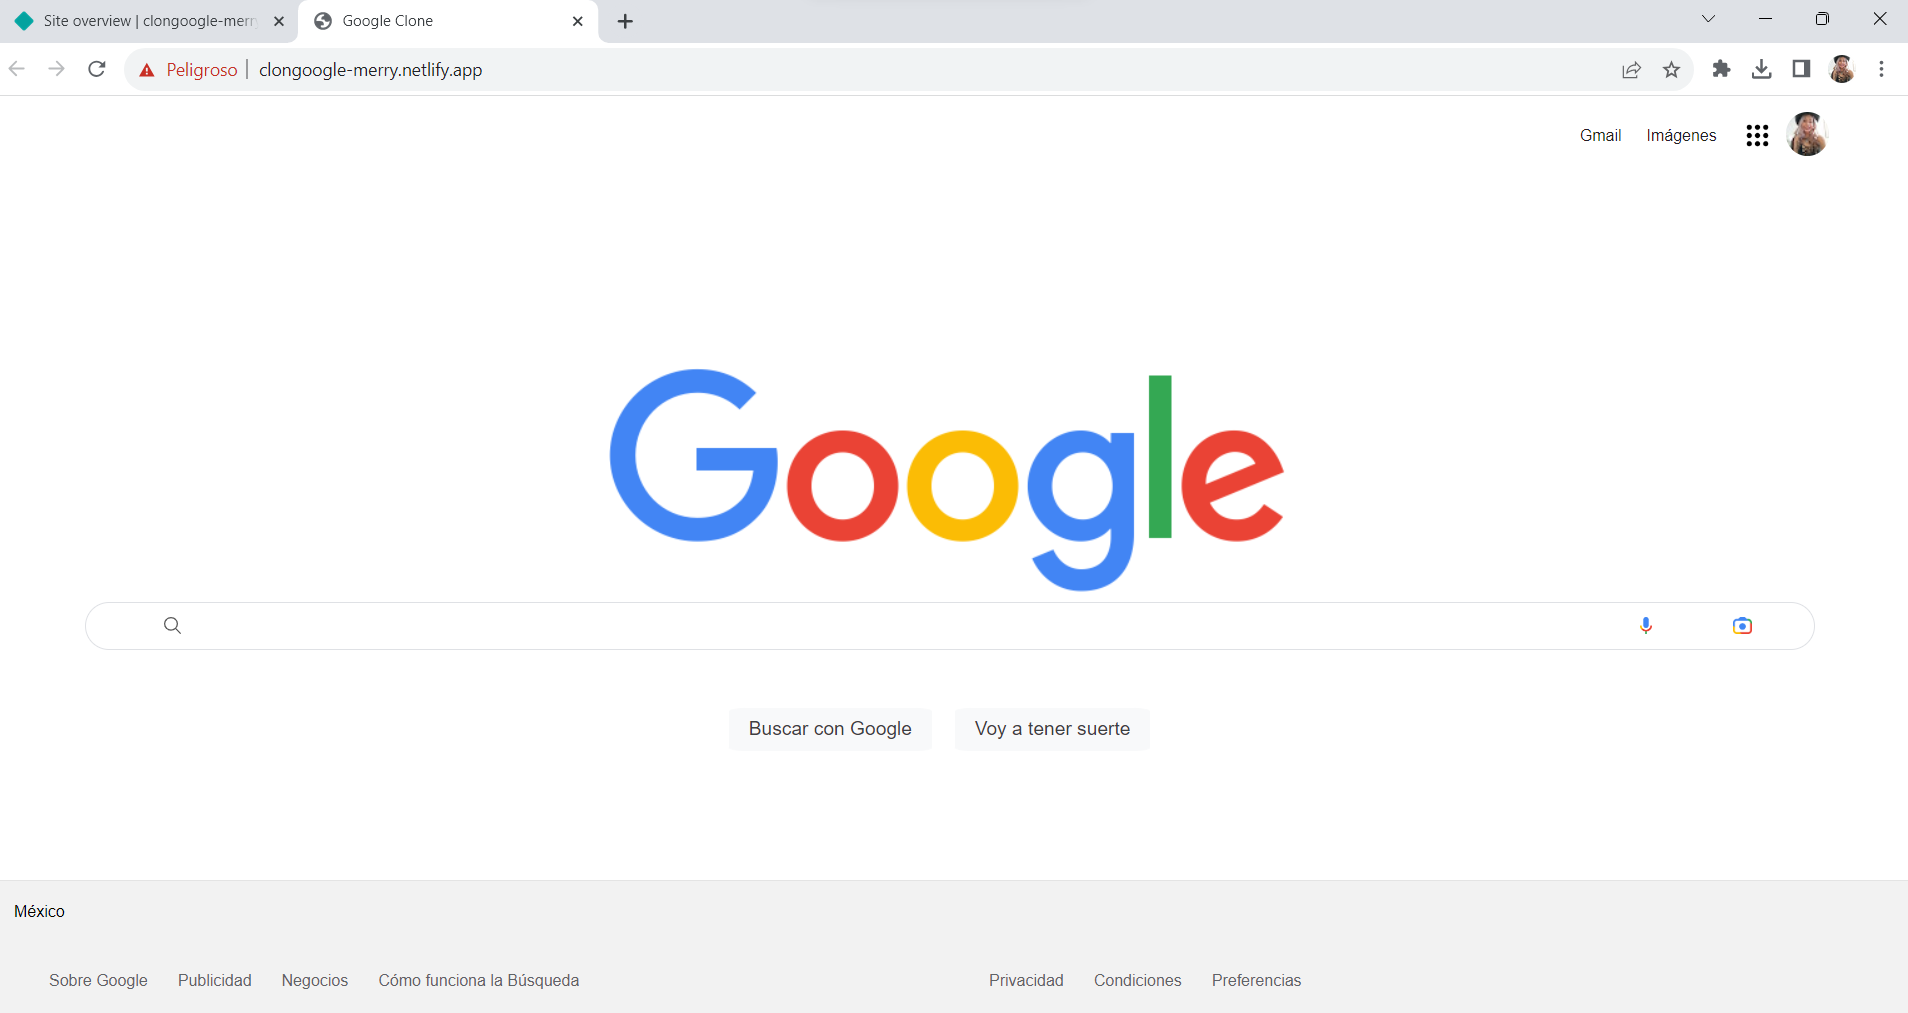 Site overview | clongoogle-merr
Google Clone
Peligroso | clongoogle-merry.netlify.app
Gmail Imágenes
Google
Buscar con Google Voy a tener suerte
México
Sobre Google Publicidad Negocios Cómo funciona la Búsqueda Privacidad Condiciones Preferencias